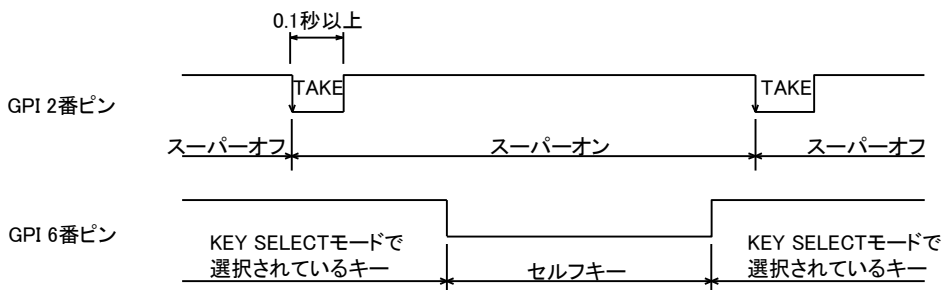 0.1秒以上
TAKE
TAKE
GPI 2番ピン
スーパーオフ
スーパーオン
スーパーオフ
GPI 6番ピン
KEY SELECTモードで
選択されているキー
セルフキー
KEY SELECTモードで
選択されているキー